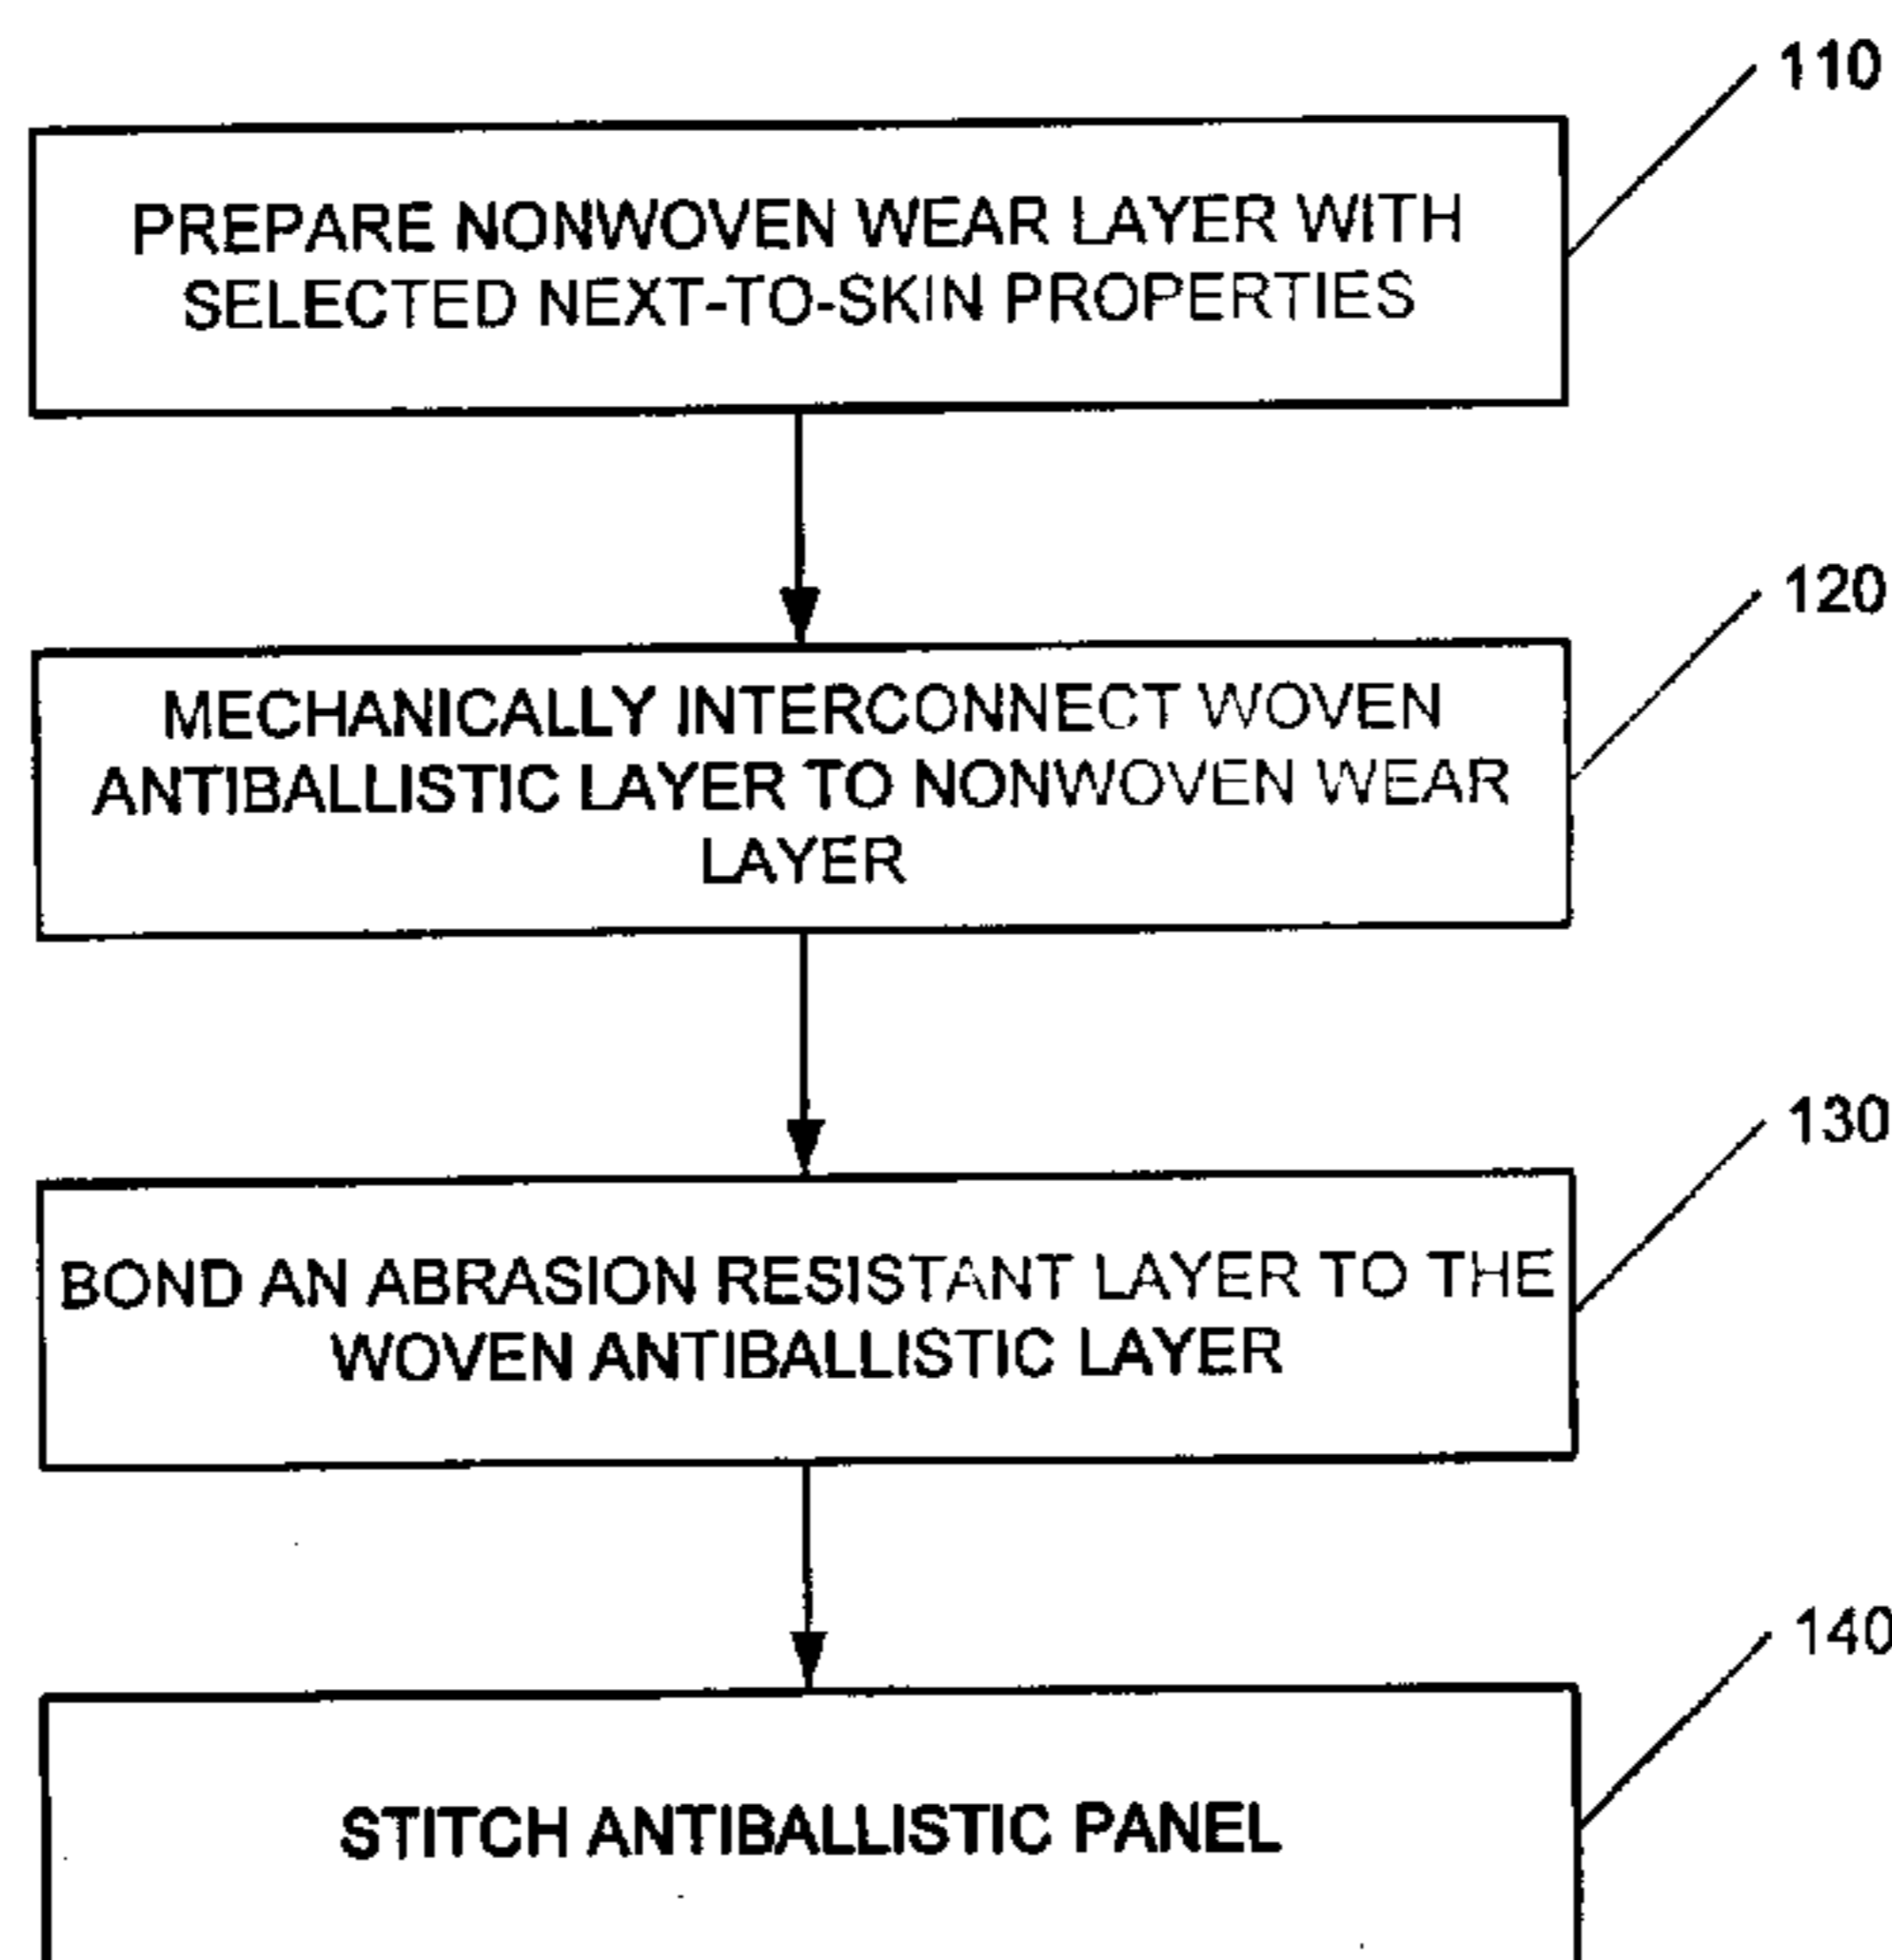 110
PREPARE NONWOVEN WEAR LAYER WITH
SELECTED NEXT-TO-SKIN PROPERTIES
120
MECHANICALLY INTERCONNECT WOVEN
ANTIBALLISTIC LAYER TO NONWOVEN WEAR
LAYER
130
BOND AN ABRASION RESISTANT LAYER TO THE
WOVEN ANTIBALLISTIC LAYER
140
STITCH ANTIBALLISTIC PANEL